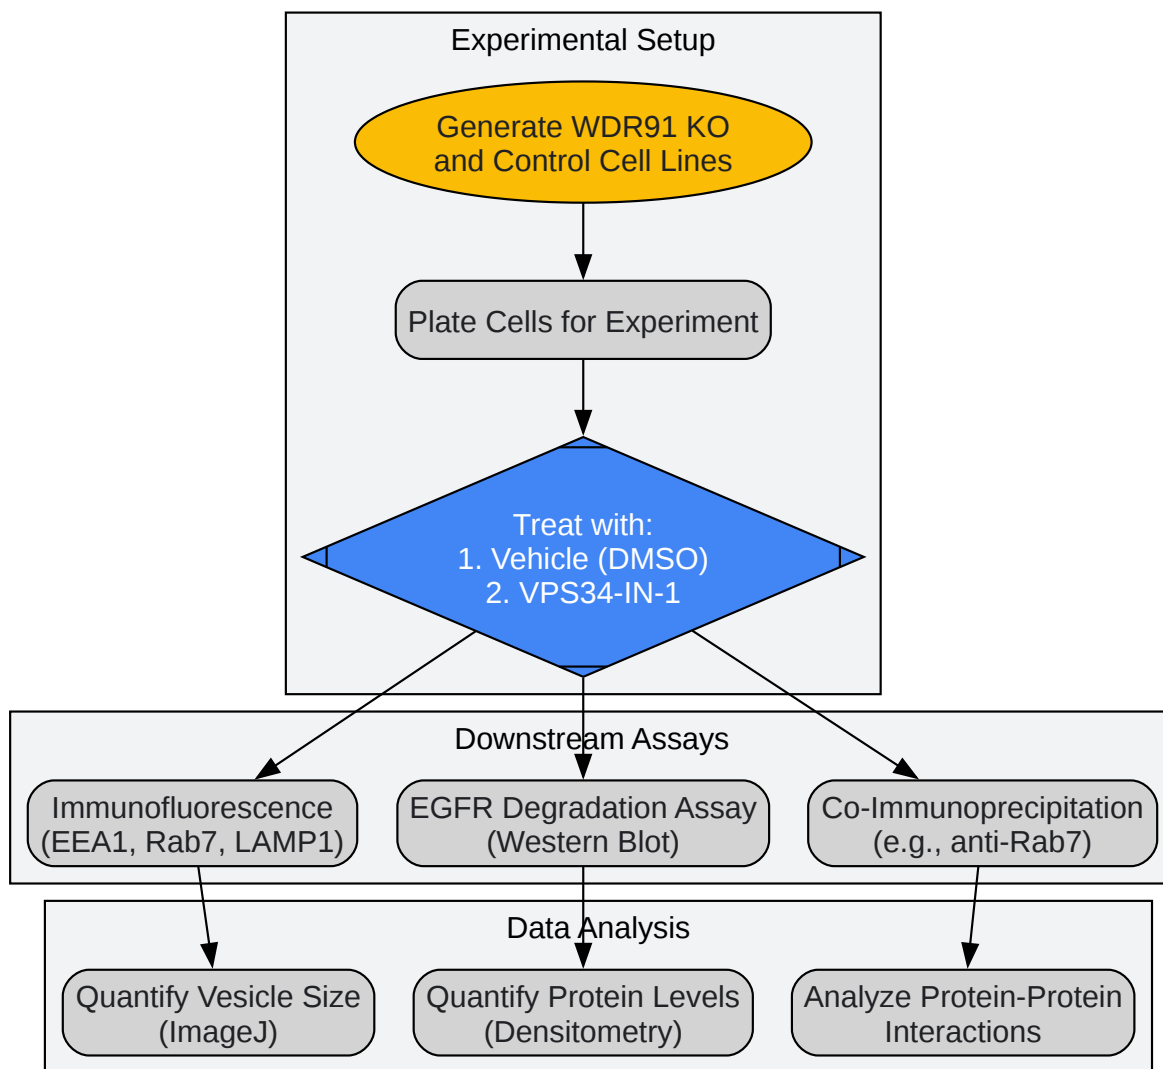 Experimental Setup
Generate WDR91 KO
and Control Cell Lines
Plate Cells for Experiment
Treat with:
1. Vehicle (DMSO)
2. VPS34-IN-1
Downstream Assays
Immunofluorescence
(EEA1, Rab7, LAMP1)
EGFR Degradation Assay
(Western Blot)
Co-Immunoprecipitation
(e.g., anti-Rab7)
Data Analysis
Quantify Vesicle Size
(ImageJ)
Quantify Protein Levels
(Densitometry)
Analyze Protein-Protein
Interactions